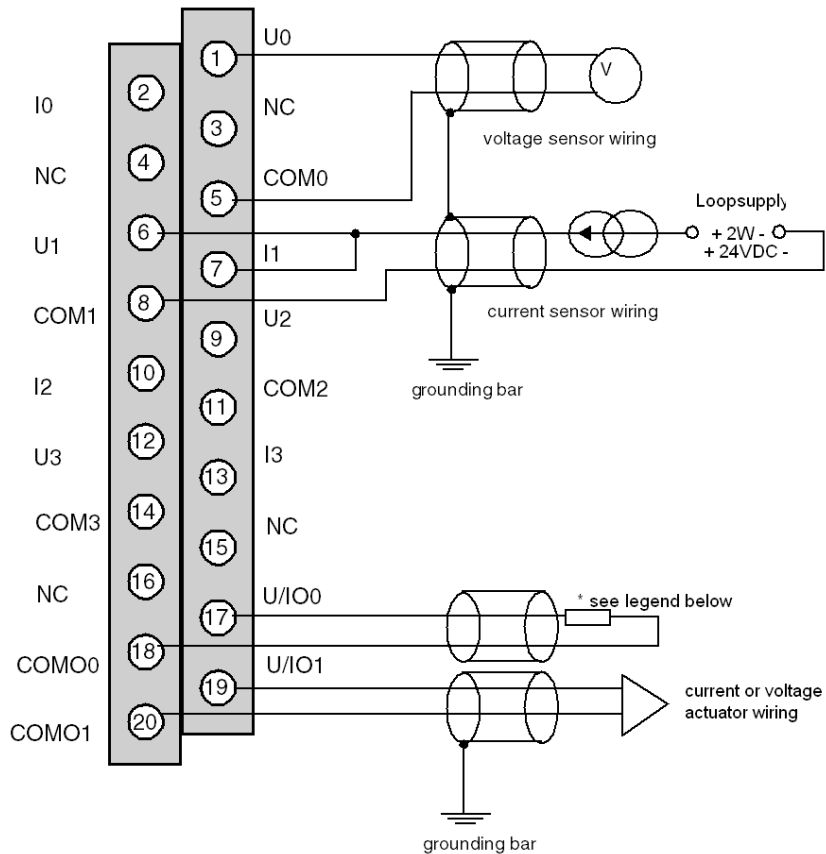 U0
1
V
2
I0
NC
3
voltage sensor wiring
4
NC
COM0
5
Loopsupply
6
+ 2W -
U1
I1
+ 24VDC -
7
8
COM1
U2
current sensor wiring
9
10
I2
COM2
grounding bar
11
12
U3
I3
13
14
COM3
NC
15
16
NC
U/IO0
* see legend below
17
18
COMO0
U/IO1
19
current or voltage
actuator wiring
20
COMO1
grounding bar